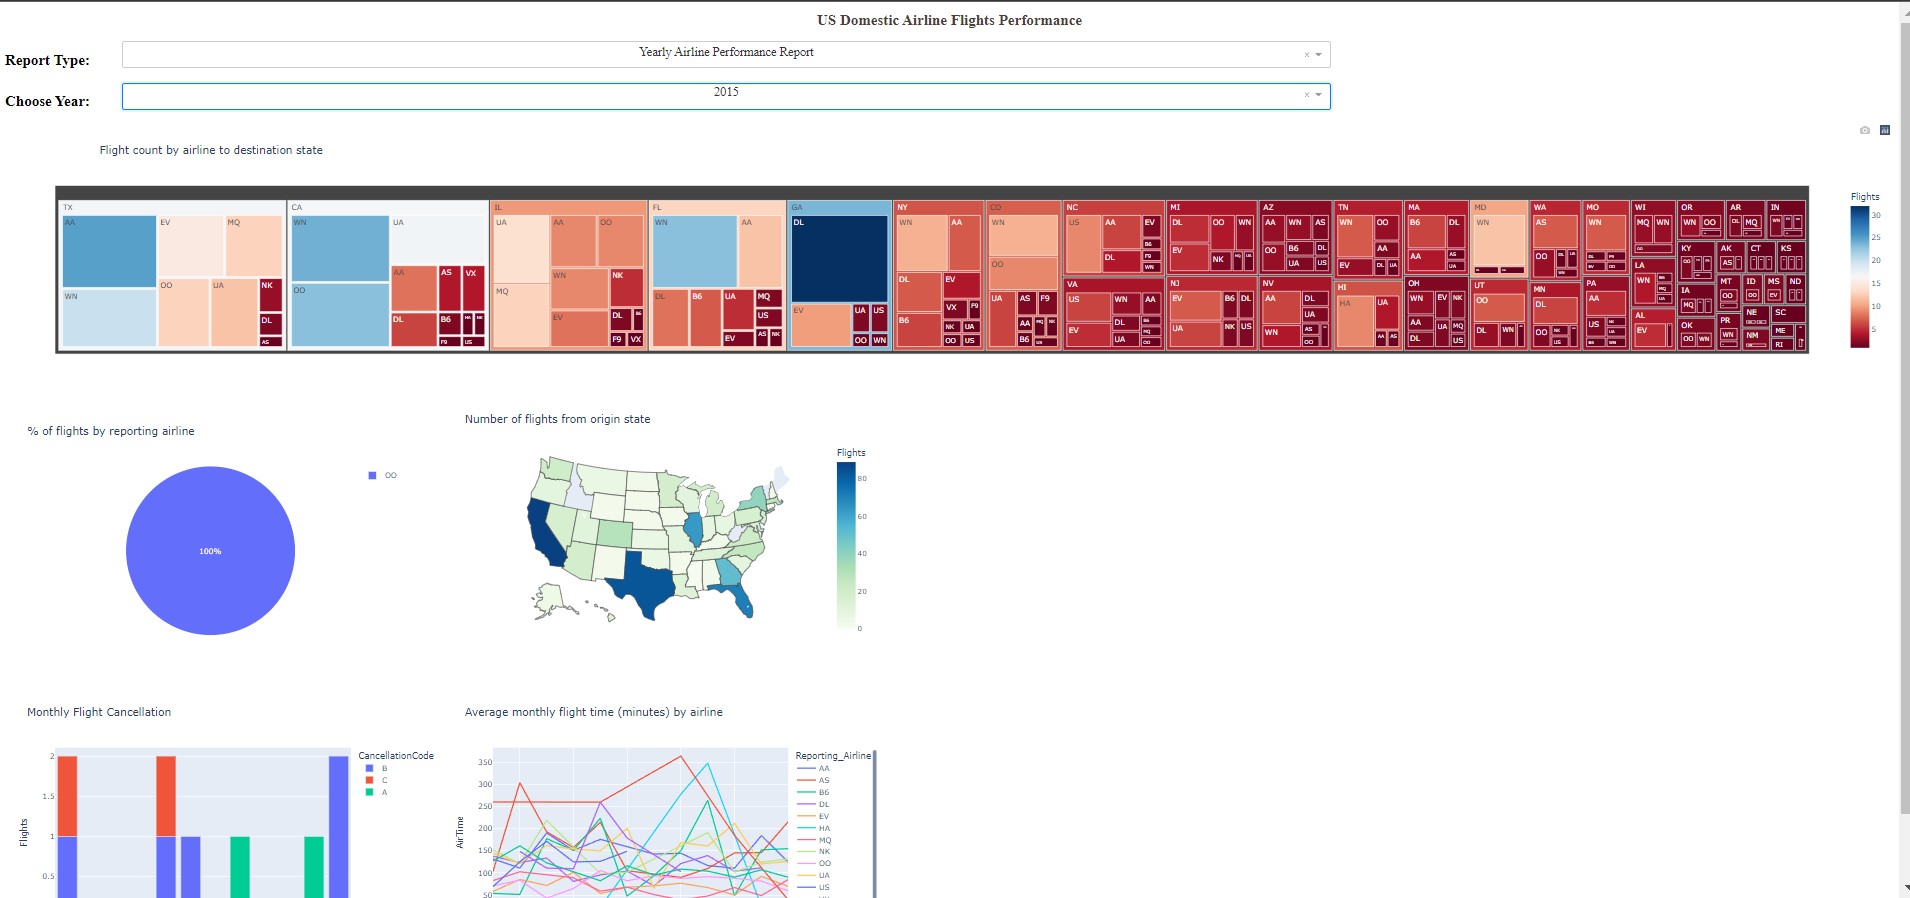 US Domestic Airline Flights Performance
Report Type:
Yearly Airline Performance Report
Choose Year:
2015
Flight count by airline to destination state
TX CA IL FL GA NY CO NC MI AZ TN MA MD WA MO WI OR AR IN
AA EV MQ WN UA AA OO WN AA DL WN AA WN US AA EV DL OO WN AA WN AS WN OO B6 DL WN AS WN MQ WN WN OO DL MQ
WN OO UA NK DL AS
OO AA AS VX DL B6 F9 US
MQ WN EV NK DL F9 VX
DL B6 UA MQ US EV AS NK
EV UA US OO WN
DL B6 EV VX F9 NK UA OO US
OO UA AS F9 AA B6
B6 DL F9 WN
EV NK
OO B6 DL UA US
EV AA DL UA
AA
OO
KY AK CT KS
LA
VA NJ NV HI OH UT MN PA IA MT ID MS ND
US WN AA EV DL UA
EV B6 DL UA NK US
AA DL UA WN AS OO
HA UA
WN EV NK AA UA MQ DL US
OO DL WN
DL OO
AA US
AL EV
OK OO WN
PR WN
NE NM
SC ME RI
Flights
30
25
20
15
10
5
% of flights by reporting airline
100%
OO
Number of flights from origin state
Flights
80
60
40
20
0
Monthly Flight Cancellation
Flights
2
1.5
1
0.5
CancellationCode
B
C
A
Average monthly flight time (minutes) by airline
AirTime
350
300
250
200
150
100
50
Reporting_Airline
AA
AS
B6
DL
EV
HA
MQ
NK
OO
UA
US